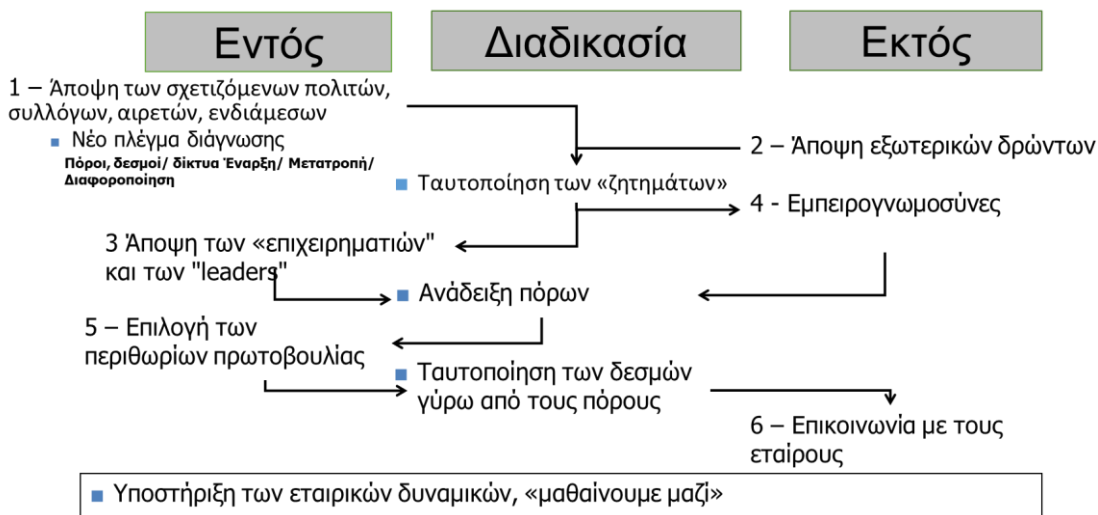 Εντός
Διαδικασία
Εκτός
1 – Άποψη των σχετιζόμενων πολιτών,
συλλόγων, αιρετών, ενδιάμεσων
Νέο πλέγμα διάγνωσης
Πόροι, δεσμοί/ δίκτυα Έναρξη/ Μετατροπή/
Διαφοροποίηση
2 – Άποψη εξωτερικών δρώντων
Ταυτοποίηση των «ζητημάτων»
4 - Εμπειρογνωμοσύνες
3 Άποψη των «επιχειρηματιών"
και των "leaders"
Ανάδειξη πόρων
5 – Επιλογή των
περιθωρίων πρωτοβουλίας
Ταυτοποίηση των δεσμών
γύρω από τους πόρους
6 – Επικοινωνία με τους
εταίρους
Υποστήριξη των εταιρικών δυναμικών, «μαθαίνουμε μαζί»